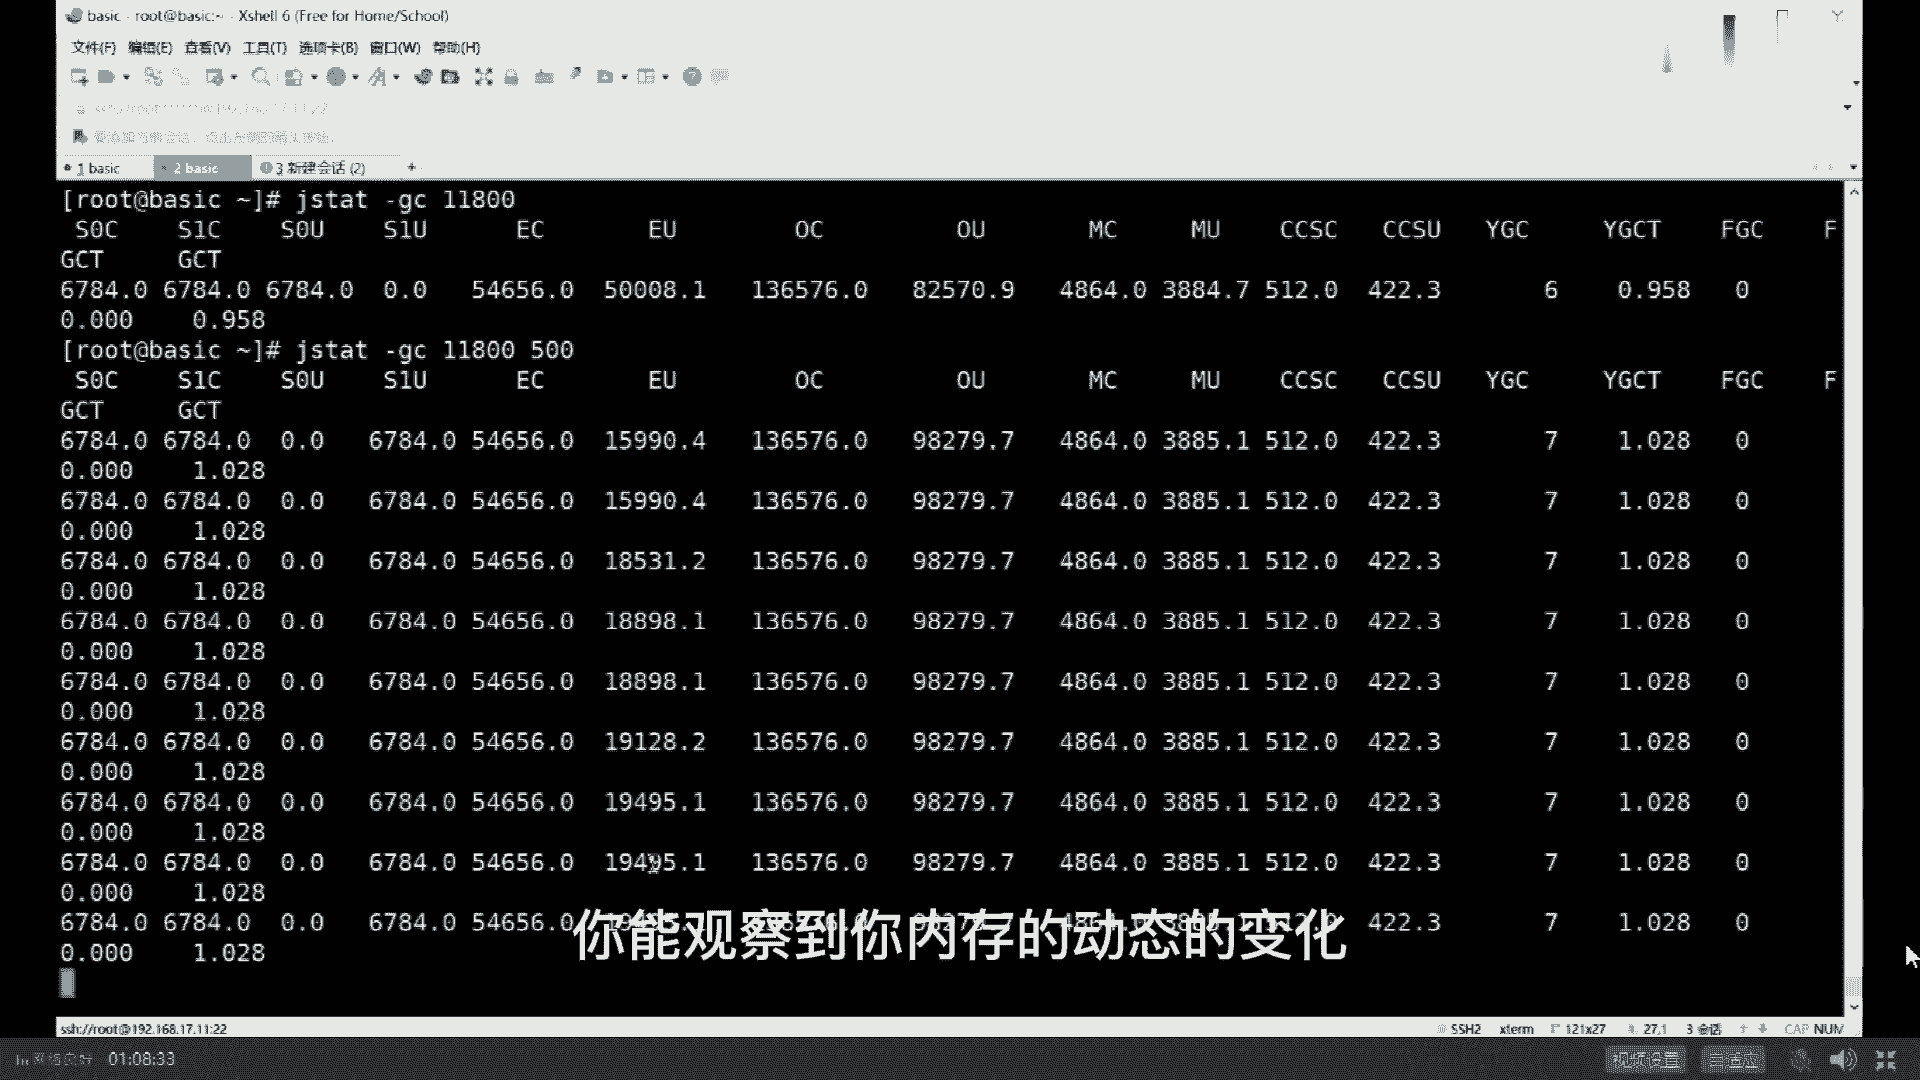 basic - root@basic:~ - Xshell 6 (Free for Home/School)
文件(F) 编辑(E) 查看(V) 工具(T) 选项卡(B) 窗口(W) 帮助(H)
1 basic 2 basic 3 新建会话 (2) +
[root@basic ~]# jstat -gc 11800
S0C S1C S0U S1U EC EU OC OU MC MU CCSC CCSU YGC YGCT FGC F
GCT GCT
6784.0 6784.0 6784.0 0.0 54656.0 50008.1 136576.0 82570.9 4864.0 3884.7 512.0 422.3 6 0.958 0
0.000 0.958
[root@basic ~]# jstat -gc 11800 500
S0C S1C S0U S1U EC EU OC OU MC MU CCSC CCSU YGC YGCT FGC F
GCT GCT
6784.0 6784.0 0.0 6784.0 54656.0 15990.4 136576.0 98279.7 4864.0 3885.1 512.0 422.3 7 1.028 0
0.000 1.028
6784.0 6784.0 0.0 6784.0 54656.0 15990.4 136576.0 98279.7 4864.0 3885.1 512.0 422.3 7 1.028 0
0.000 1.028
6784.0 6784.0 0.0 6784.0 54656.0 18531.2 136576.0 98279.7 4864.0 3885.1 512.0 422.3 7 1.028 0
0.000 1.028
6784.0 6784.0 0.0 6784.0 54656.0 18898.1 136576.0 98279.7 4864.0 3885.1 512.0 422.3 7 1.028 0
0.000 1.028
6784.0 6784.0 0.0 6784.0 54656.0 18898.1 136576.0 98279.7 4864.0 3885.1 512.0 422.3 7 1.028 0
0.000 1.028
6784.0 6784.0 0.0 6784.0 54656.0 19128.2 136576.0 98279.7 4864.0 3885.1 512.0 422.3 7 1.028 0
0.000 1.028
6784.0 6784.0 0.0 6784.0 54656.0 19495.1 136576.0 98279.7 4864.0 3885.1 512.0 422.3 7 1.028 0
0.000 1.028
6784.0 6784.0 0.0 6784.0 54656.0 19495.1 136576.0 98279.7 4864.0 3885.1 512.0 422.3 7 1.028 0
0.000 1.028
6784.0 6784.0 0.0 6784.0 54656.0 422.3 7 1.028 0
0.000 1.028
你能观察到你内存的动态的变化
ssh://root@192.168.17.11:22 SSH2 xterm 121x27 27,1 3 会话 CAP NUM
01:08:33 视频设置 自适应